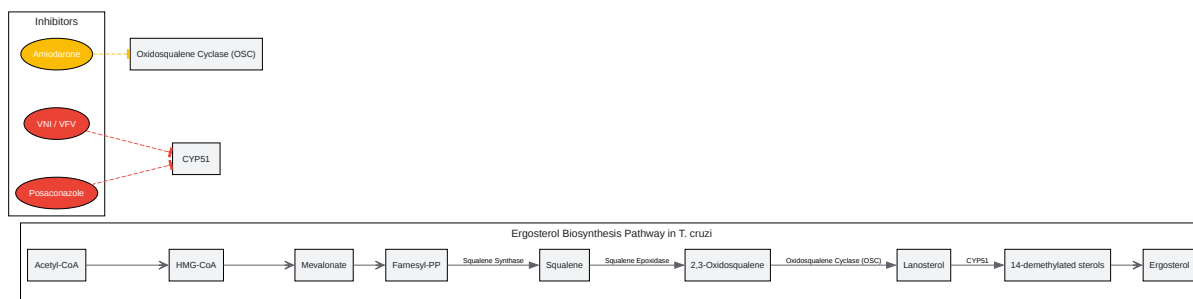 Inhibitors
Amiodarone
Oxidosqualene Cyclase (OSC)
VNI / VFV
CYP51
Posaconazole
Ergosterol Biosynthesis Pathway in T. cruzi
Acetyl-CoA
HMG-CoA
Mevalonate
Farnesyl-PP
Squalene Synthase
Squalene
Squalene Epoxidase
2,3-Oxidosqualene
Oxidosqualene Cyclase (OSC)
Lanosterol
CYP51
14-demethylated sterols
Ergosterol